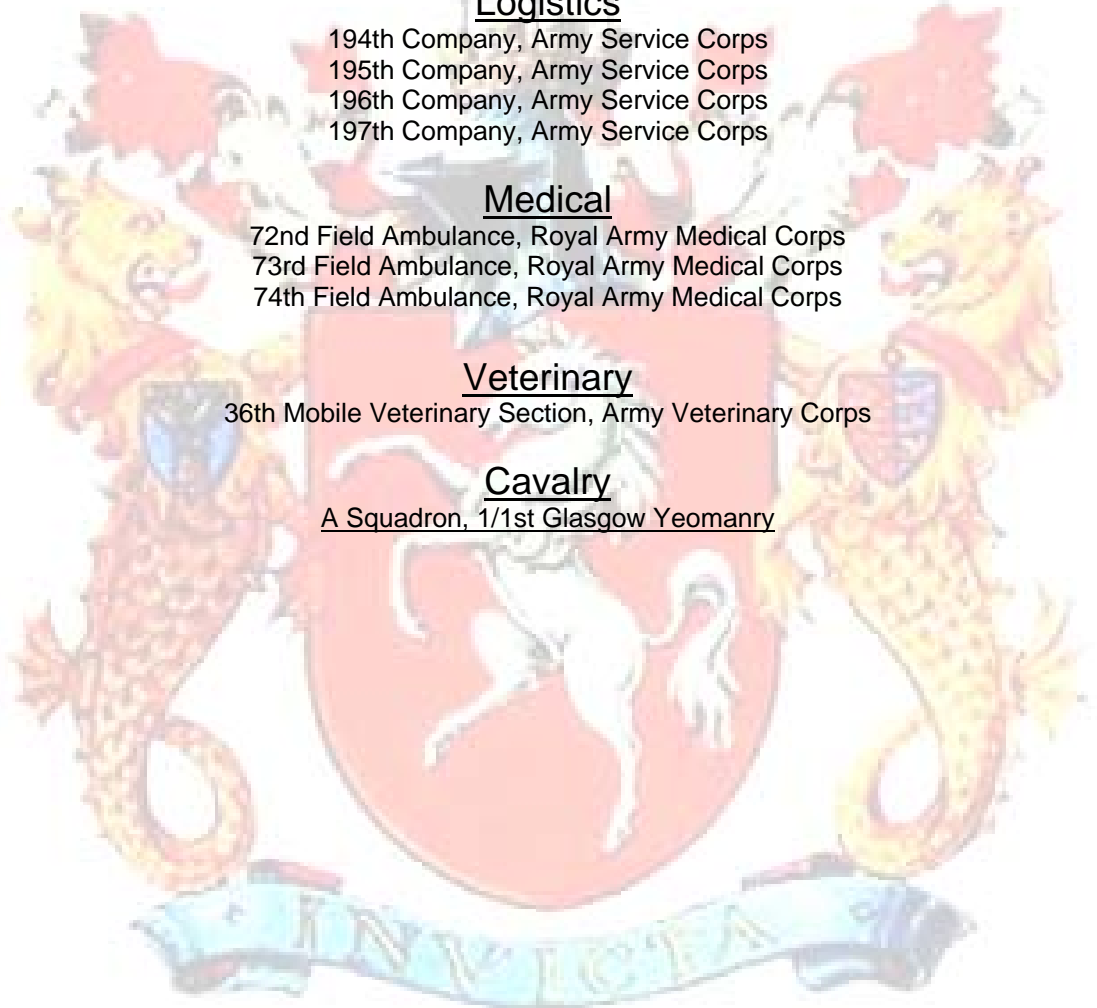 Logistics
194th Company, Army Service Corps
195th Company, Army Service Corps
196th Company, Army Service Corps
197th Company, Army Service Corps
Medical
72nd Field Ambulance, Royal Army Medical Corps
73rd Field Ambulance, Royal Army Medical Corps
74th Field Ambulance, Royal Army Medical Corps
Veterinary
36th Mobile Veterinary Section, Army Veterinary Corps
Cavalry
A Squadron, 1/1st Glasgow Yeomanry
INVICTA